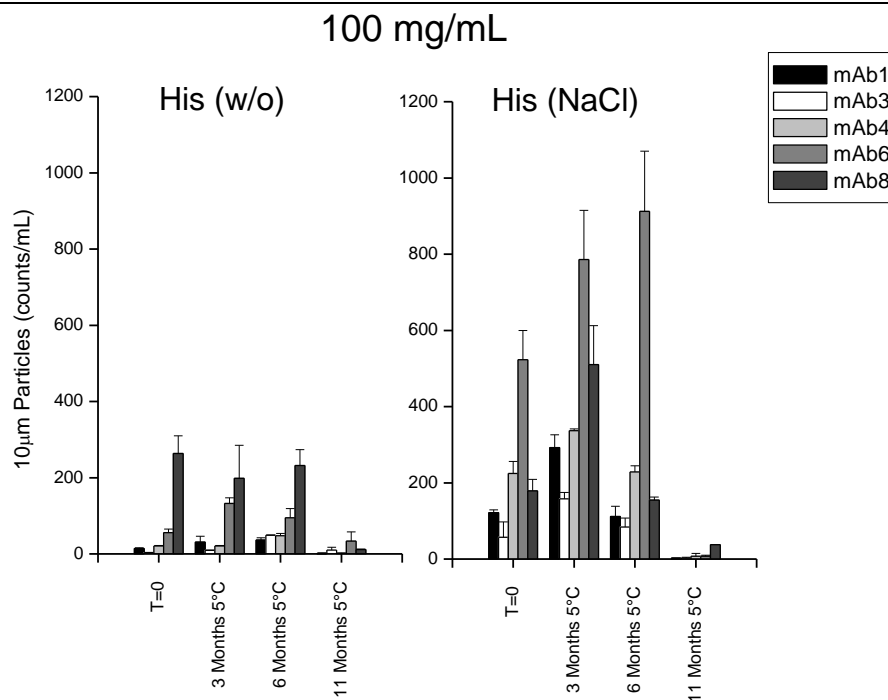 100 mg/mL
His (w/o)
His (NaCl)
mAb1
mAb3
mAb4
mAb6
mAb8
10μm Particles (counts/mL)
1200
1000
800
600
400
200
0
T=0
3 Months 5°C
6 Months 5°C
11 Months 5°C
1200
1000
800
600
400
200
0
T=0
3 Months 5°C
6 Months 5°C
11 Months 5°C